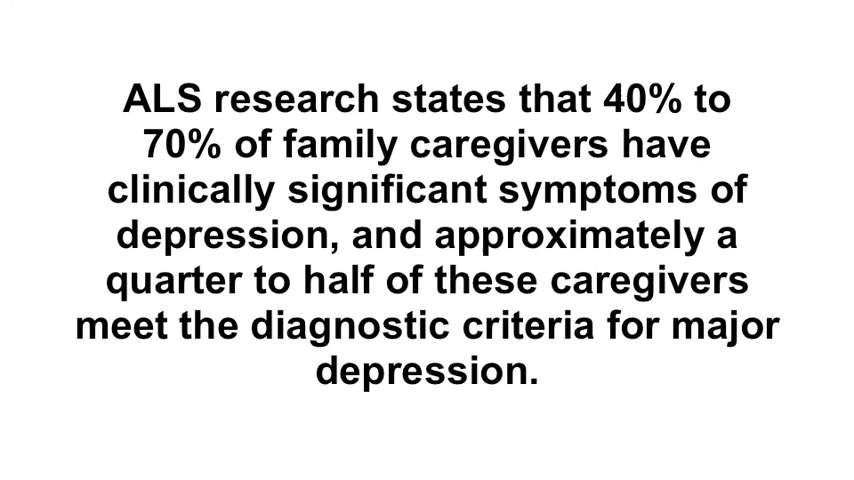 ALS research states that 40% to
70% of family caregivers have
clinically significant symptoms of
depression, and approximately a
quarter to half of these caregivers
meet the diagnostic criteria for major
depression.